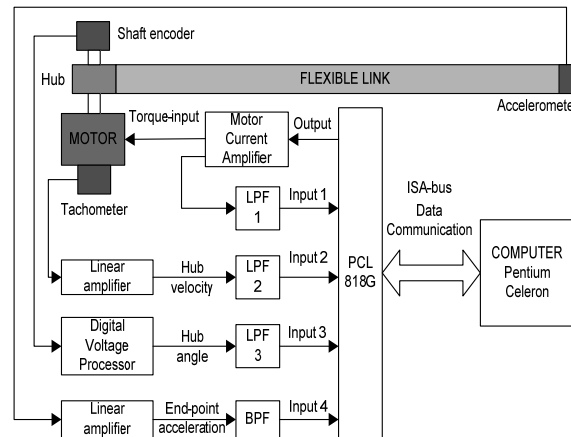 Shaft encoder
Hub
FLEXIBLE LINK
Acceleromete
Torque-input
Motor
Current
Amplifier
Output
MOTOR
Tachometer
LPF
1
Input 1
ISA-bus
Data
Communication
Linear
amplifier
Hub
velocity
LPF
2
Input 2
PCL
818G
COMPUTER
Pentium
Celeron
Digital
Voltage
Processor
Hub
angle
LPF
3
Input 3
Linear
amplifier
End-point
acceleration
BPF
Input 4